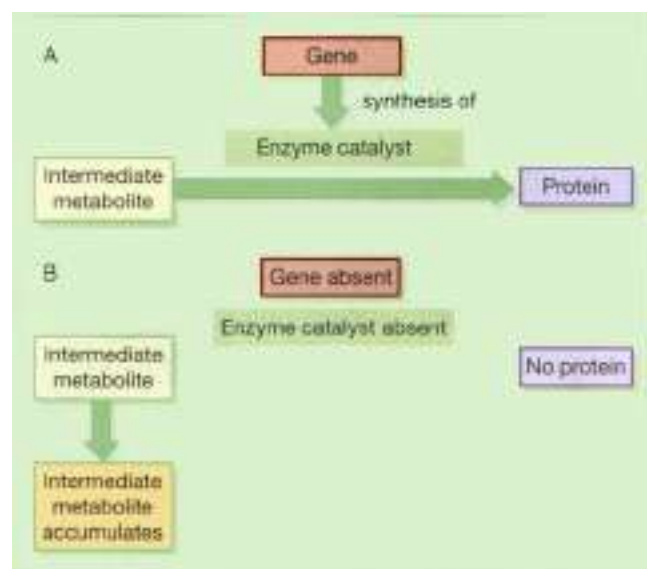 A
Gene
synthesis of
Enzyme catalyst
Intermediate
metabolite
Protein
B
Gene absent
Enzyme catalyst absent
Intermediate
metabolite
No protein
Intermediate
metabolite
accumulates